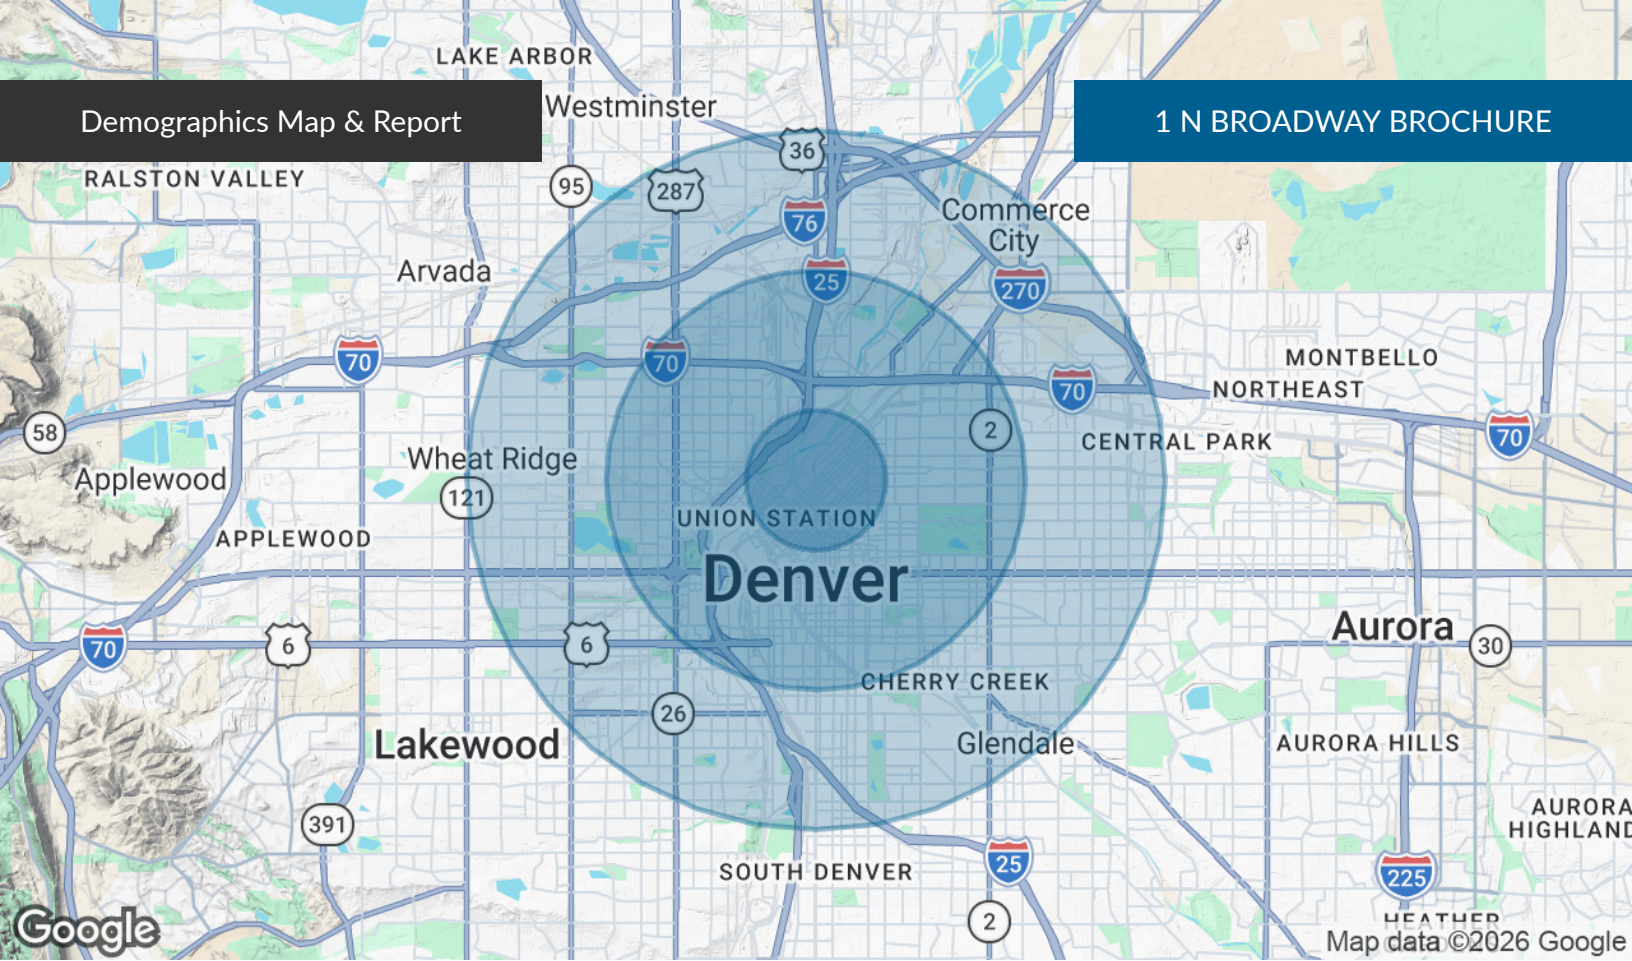 LAKE ARBOR
Demographics Map & Report
Westminster
1 N BROADWAY BROCHURE
36
RALSTON VALLEY
95
287
76
Commerce
City
Arvada
25
270
70
70
70
MONTBELLO
NORTHEAST
58
2
70
CENTRAL PARK
Wheat Ridge
Applewood
121
UNION STATION
APPLEWOOD
Denver
Aurora
70
6
6
30
CHERRY CREEK
26
Lakewood
Glendale
AURORA HILLS
391
AURORA
HIGHLAND
SOUTH DENVER
25
225
2
HEATHER
Google
Map data ©2026 Google